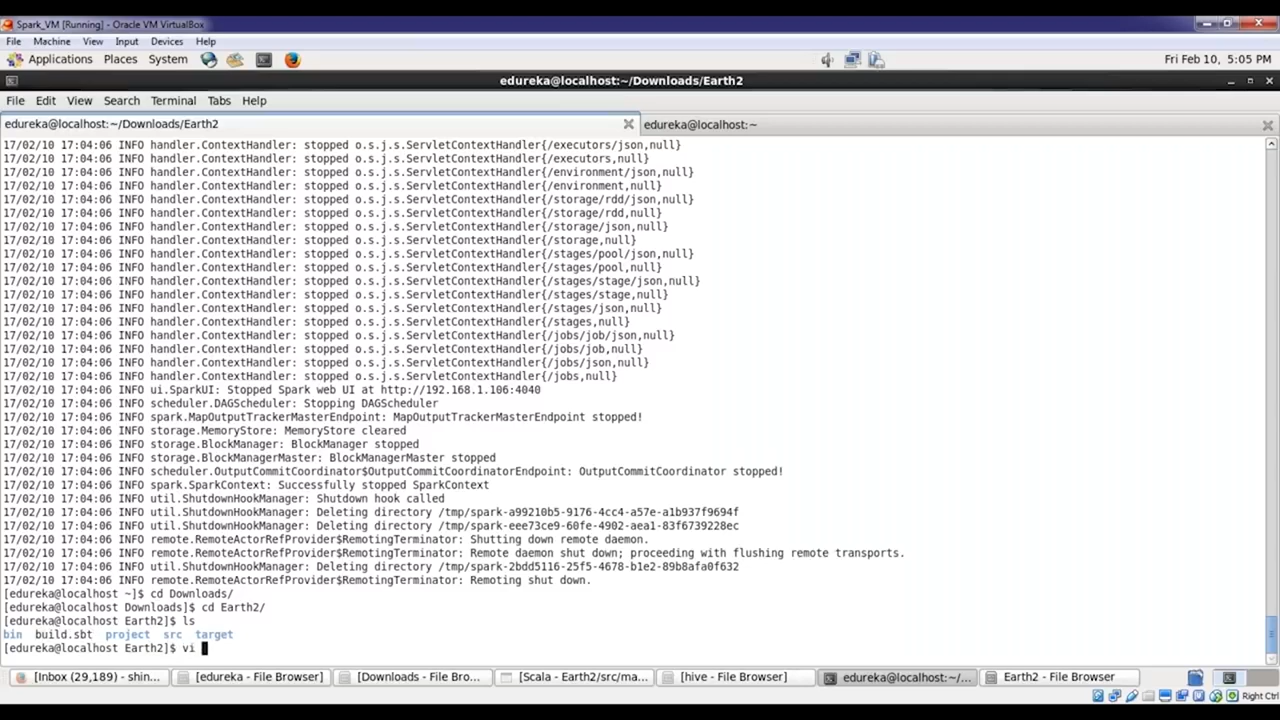 Spark_VM [Running] - Oracle VM VirtualBox
File Machine View Input Devices Help
Applications Places System Fri Feb 10, 5:05 PM
edureka@localhost:~/Downloads/Earth2
File Edit View Search Terminal Tabs Help
edureka@localhost:~/Downloads/Earth2 edureka@localhost:~
17/02/10 17:04:06 INFO handler.ContextHandler: stopped o.s.j.s.ServletContextHandler{/executors/json,null}
17/02/10 17:04:06 INFO handler.ContextHandler: stopped o.s.j.s.ServletContextHandler{/executors,null}
17/02/10 17:04:06 INFO handler.ContextHandler: stopped o.s.j.s.ServletContextHandler{/environment/json,null}
17/02/10 17:04:06 INFO handler.ContextHandler: stopped o.s.j.s.ServletContextHandler{/environment,null}
17/02/10 17:04:06 INFO handler.ContextHandler: stopped o.s.j.s.ServletContextHandler{/storage/rdd/json,null}
17/02/10 17:04:06 INFO handler.ContextHandler: stopped o.s.j.s.ServletContextHandler{/storage/rdd,null}
17/02/10 17:04:06 INFO handler.ContextHandler: stopped o.s.j.s.ServletContextHandler{/storage/json,null}
17/02/10 17:04:06 INFO handler.ContextHandler: stopped o.s.j.s.ServletContextHandler{/storage,null}
17/02/10 17:04:06 INFO handler.ContextHandler: stopped o.s.j.s.ServletContextHandler{/stages/pool/json,null}
17/02/10 17:04:06 INFO handler.ContextHandler: stopped o.s.j.s.ServletContextHandler{/stages/pool,null}
17/02/10 17:04:06 INFO handler.ContextHandler: stopped o.s.j.s.ServletContextHandler{/stages/stage/json,null}
17/02/10 17:04:06 INFO handler.ContextHandler: stopped o.s.j.s.ServletContextHandler{/stages/stage,null}
17/02/10 17:04:06 INFO handler.ContextHandler: stopped o.s.j.s.ServletContextHandler{/stages/json,null}
17/02/10 17:04:06 INFO handler.ContextHandler: stopped o.s.j.s.ServletContextHandler{/stages,null}
17/02/10 17:04:06 INFO handler.ContextHandler: stopped o.s.j.s.ServletContextHandler{/jobs/job/json,null}
17/02/10 17:04:06 INFO handler.ContextHandler: stopped o.s.j.s.ServletContextHandler{/jobs/job,null}
17/02/10 17:04:06 INFO handler.ContextHandler: stopped o.s.j.s.ServletContextHandler{/jobs/json,null}
17/02/10 17:04:06 INFO handler.ContextHandler: stopped o.s.j.s.ServletContextHandler{/jobs,null}
17/02/10 17:04:06 INFO ui.SparkUI: Stopped Spark web UI at http://192.168.1.106:4040
17/02/10 17:04:06 INFO scheduler.DAGScheduler: Stopping DAGScheduler
17/02/10 17:04:06 INFO spark.MapOutputTrackerMasterEndpoint: MapOutputTrackerMasterEndpoint stopped!
17/02/10 17:04:06 INFO storage.MemoryStore: MemoryStore cleared
17/02/10 17:04:06 INFO storage.BlockManager: BlockManager stopped
17/02/10 17:04:06 INFO storage.BlockManagerMaster: BlockManagerMaster stopped
17/02/10 17:04:06 INFO scheduler.OutputCommitCoordinator$OutputCommitCoordinatorEndpoint: OutputCommitCoordinator stopped!
17/02/10 17:04:06 INFO spark.SparkContext: Successfully stopped SparkContext
17/02/10 17:04:06 INFO util.ShutdownHookManager: Shutdown hook called
17/02/10 17:04:06 INFO util.ShutdownHookManager: Deleting directory /tmp/spark-a99210b5-9176-4cc4-a57e-a1b937f9694f
17/02/10 17:04:06 INFO util.ShutdownHookManager: Deleting directory /tmp/spark-eee73ce9-60fe-4902-aea1-83f6739228ec
17/02/10 17:04:06 INFO remote.RemoteActorRefProvider$RemotingTerminator: Shutting down remote daemon.
17/02/10 17:04:06 INFO remote.RemoteActorRefProvider$RemotingTerminator: Remote daemon shut down; proceeding with flushing remote transports.
17/02/10 17:04:06 INFO util.ShutdownHookManager: Deleting directory /tmp/spark-2bdd5116-25f5-4678-b1e2-89b8afa0f632
17/02/10 17:04:06 INFO remote.RemoteActorRefProvider$RemotingTerminator: Remoting shut down.
[edureka@localhost ~]$ cd Downloads/
[edureka@localhost Downloads]$ cd Earth2/
[edureka@localhost Earth2]$ ls
bin build.sbt project src target
[edureka@localhost Earth2]$ vi
[Inbox (29,189) - shin... [edureka - File Browser] [Downloads - File Bro... [Scala - Earth2/src/ma... [hive - File Browser] edureka@localhost:~/... Earth2 - File Browser
Right Ctrl